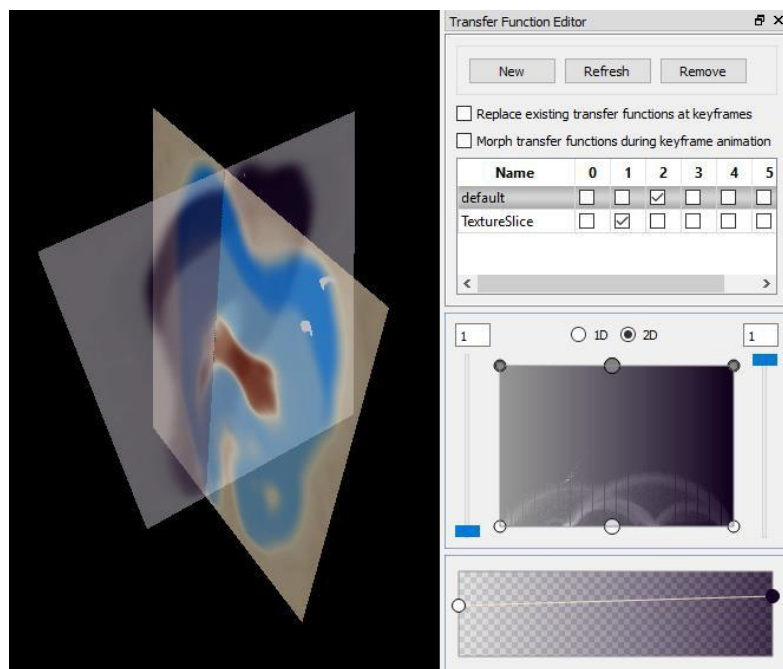 Transfer Function Editor
New Refresh Remove
Replace existing transfer functions at keyframes
Morph transfer functions during keyframe animation
Name 0 1 2 3 4 5
default
TextureSlice
1 1D 2D 1